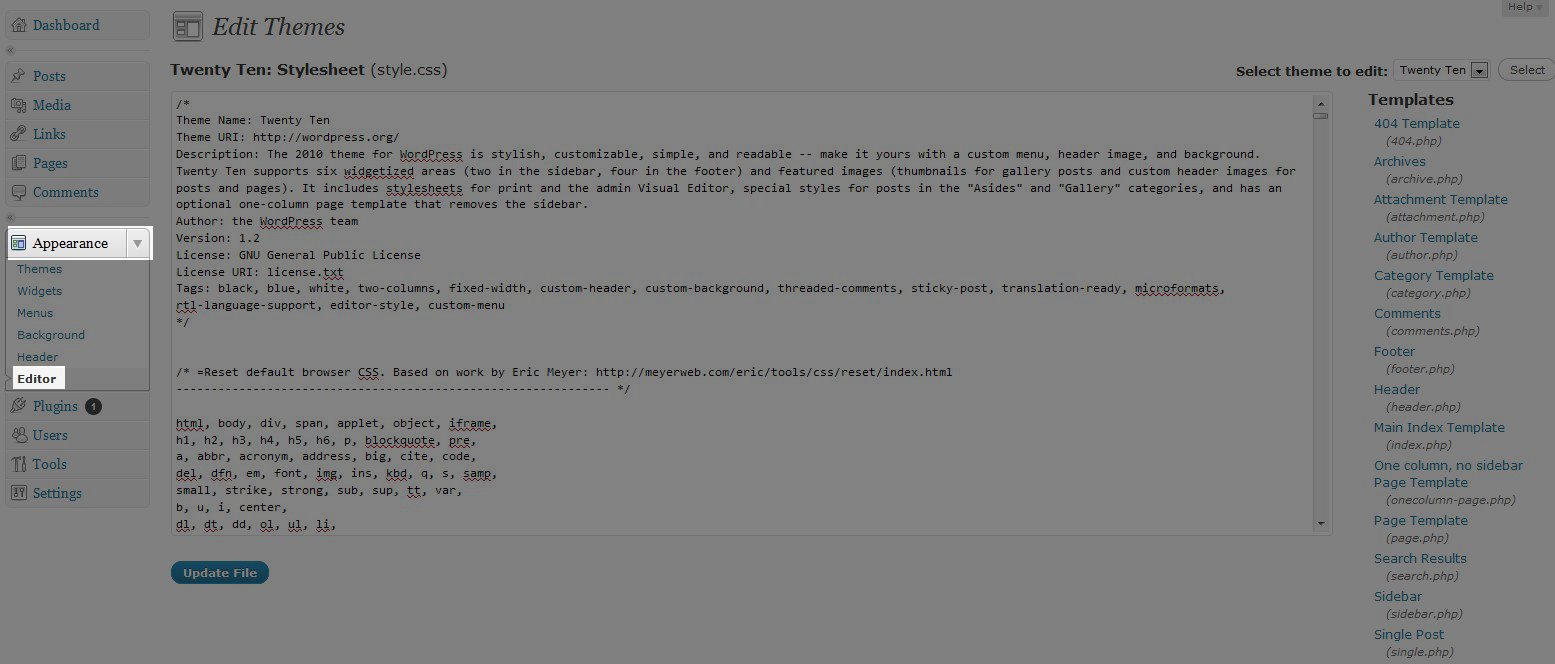 Help
Dashboard
Posts
Media
Links
Pages
Comments
Appearance
Themes
Widgets
Menus
Background
Header
Editor
Plugins 1
Users
Tools
Settings
Edit Themes
Twenty Ten: Stylesheet (style.css)
Select theme to edit: Twenty Ten Select
/*
Theme Name: Twenty Ten
Theme URI: http://wordpress.org/
Description: The 2010 theme for WordPress is stylish, customizable, simple, and readable -- make it yours with a custom menu, header image, and background.
Twenty Ten supports six widgetized areas (two in the sidebar, four in the footer) and featured images (thumbnails for gallery posts and custom header images for
posts and pages). It includes stylesheets for print and the admin Visual Editor, special styles for posts in the "Asides" and "Gallery" categories, and has an
optional one-column page template that removes the sidebar.
Author: the WordPress team
Version: 1.2
License: GNU General Public License
License URI: license.txt
Tags: black, blue, white, two-columns, fixed-width, custom-header, custom-background, threaded-comments, sticky-post, translation-ready, microformats,
rtl-language-support, editor-style, custom-menu
*/
/* =Reset default browser CSS. Based on work by Eric Meyer: http://meyerweb.com/eric/tools/css/reset/index.html
-------------------------------------------------------------- */
html, body, div, span, applet, object, iframe,
h1, h2, h3, h4, h5, h6, p, blockquote, pre,
a, abbr, acronym, address, big, cite, code,
del, dfn, em, font, img, ins, kbd, q, s, samp,
small, strike, strong, sub, sup, tt, var,
b, u, i, center,
dl, dt, dd, ol, ul, li,
Update File
Templates
404 Template
(404.php)
Archives
(archive.php)
Attachment Template
(attachment.php)
Author Template
(author.php)
Category Template
(category.php)
Comments
(comments.php)
Footer
(footer.php)
Header
(header.php)
Main Index Template
(index.php)
One column, no sidebar
Page Template
(onecolumn-page.php)
Page Template
(page.php)
Search Results
(search.php)
Sidebar
(sidebar.php)
Single Post
(single.php)